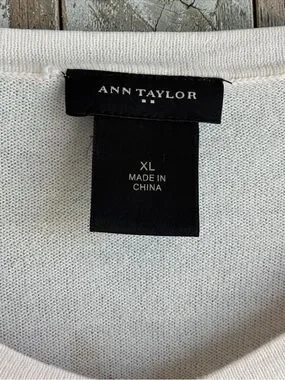 ANN TAYLOR
XL
MADE IN
CHINA